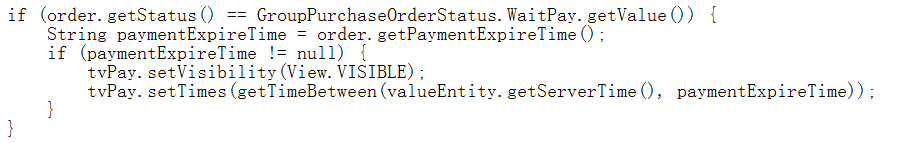 if (order.getStatus() == GroupPurchaseOrderStatus.WaitPay.getValue()) {
    String paymentExpireTime = order.getPaymentExpireTime();
    if (paymentExpireTime != null) {
        tvPay.setVisibility(View.VISIBLE);
        tvPay.setTimes(getTimeBetween(valueEntity.getServerTime(), paymentExpireTime));
    }
}